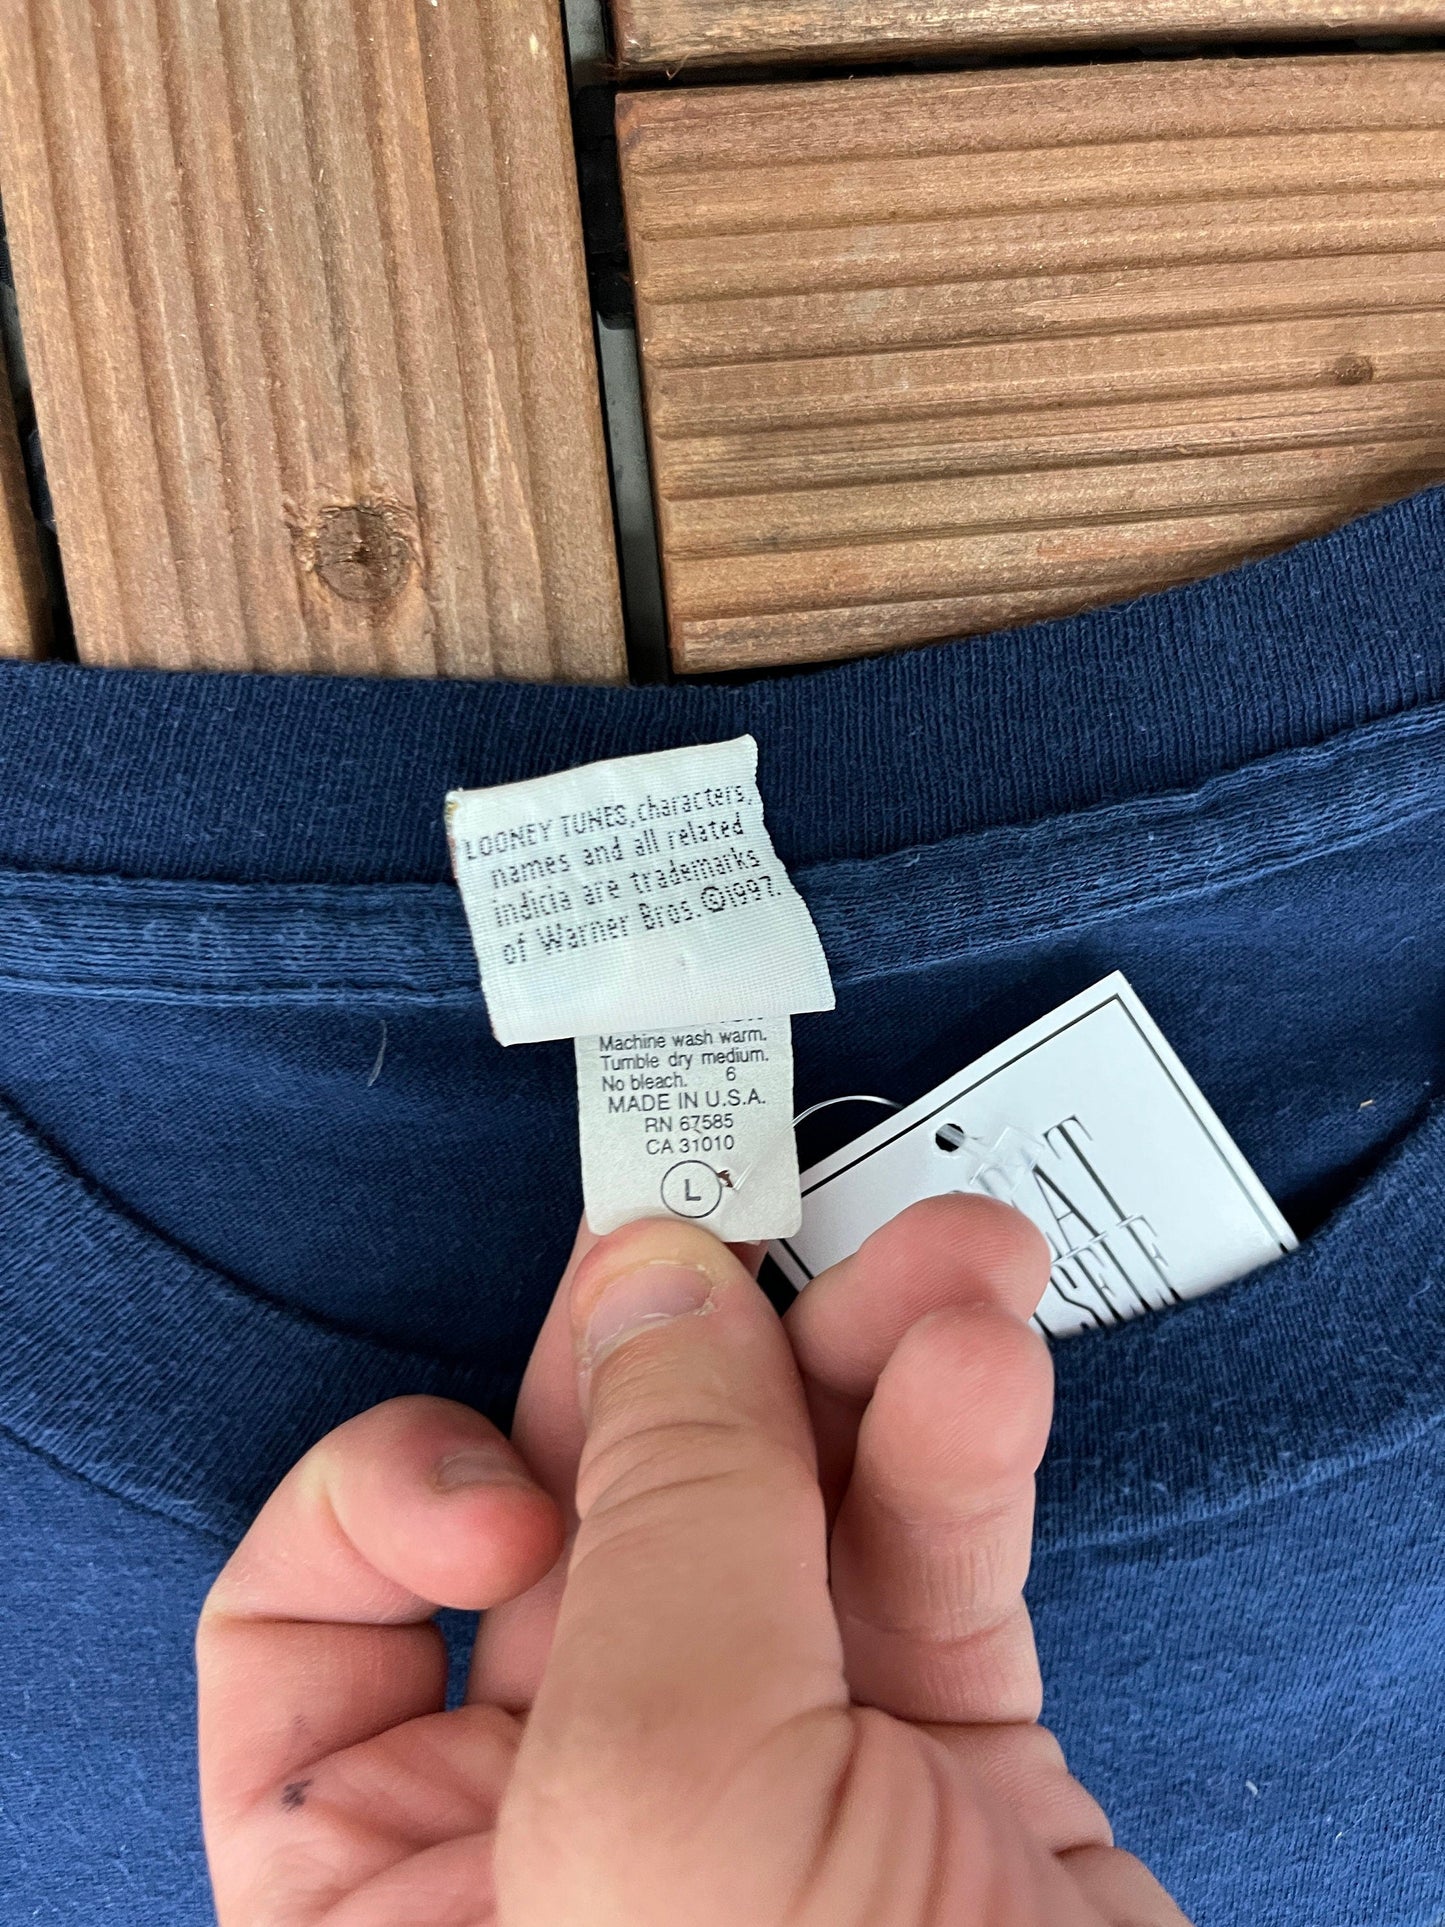 LOONEY TUNES, characters,
names and all related
indicia are trademarks
of Warner Bros. ©1997.
Machine wash warm.
Tumble dry medium.
No bleach. 6
MADE IN U.S.A.
RN 67585
CA 31010
L